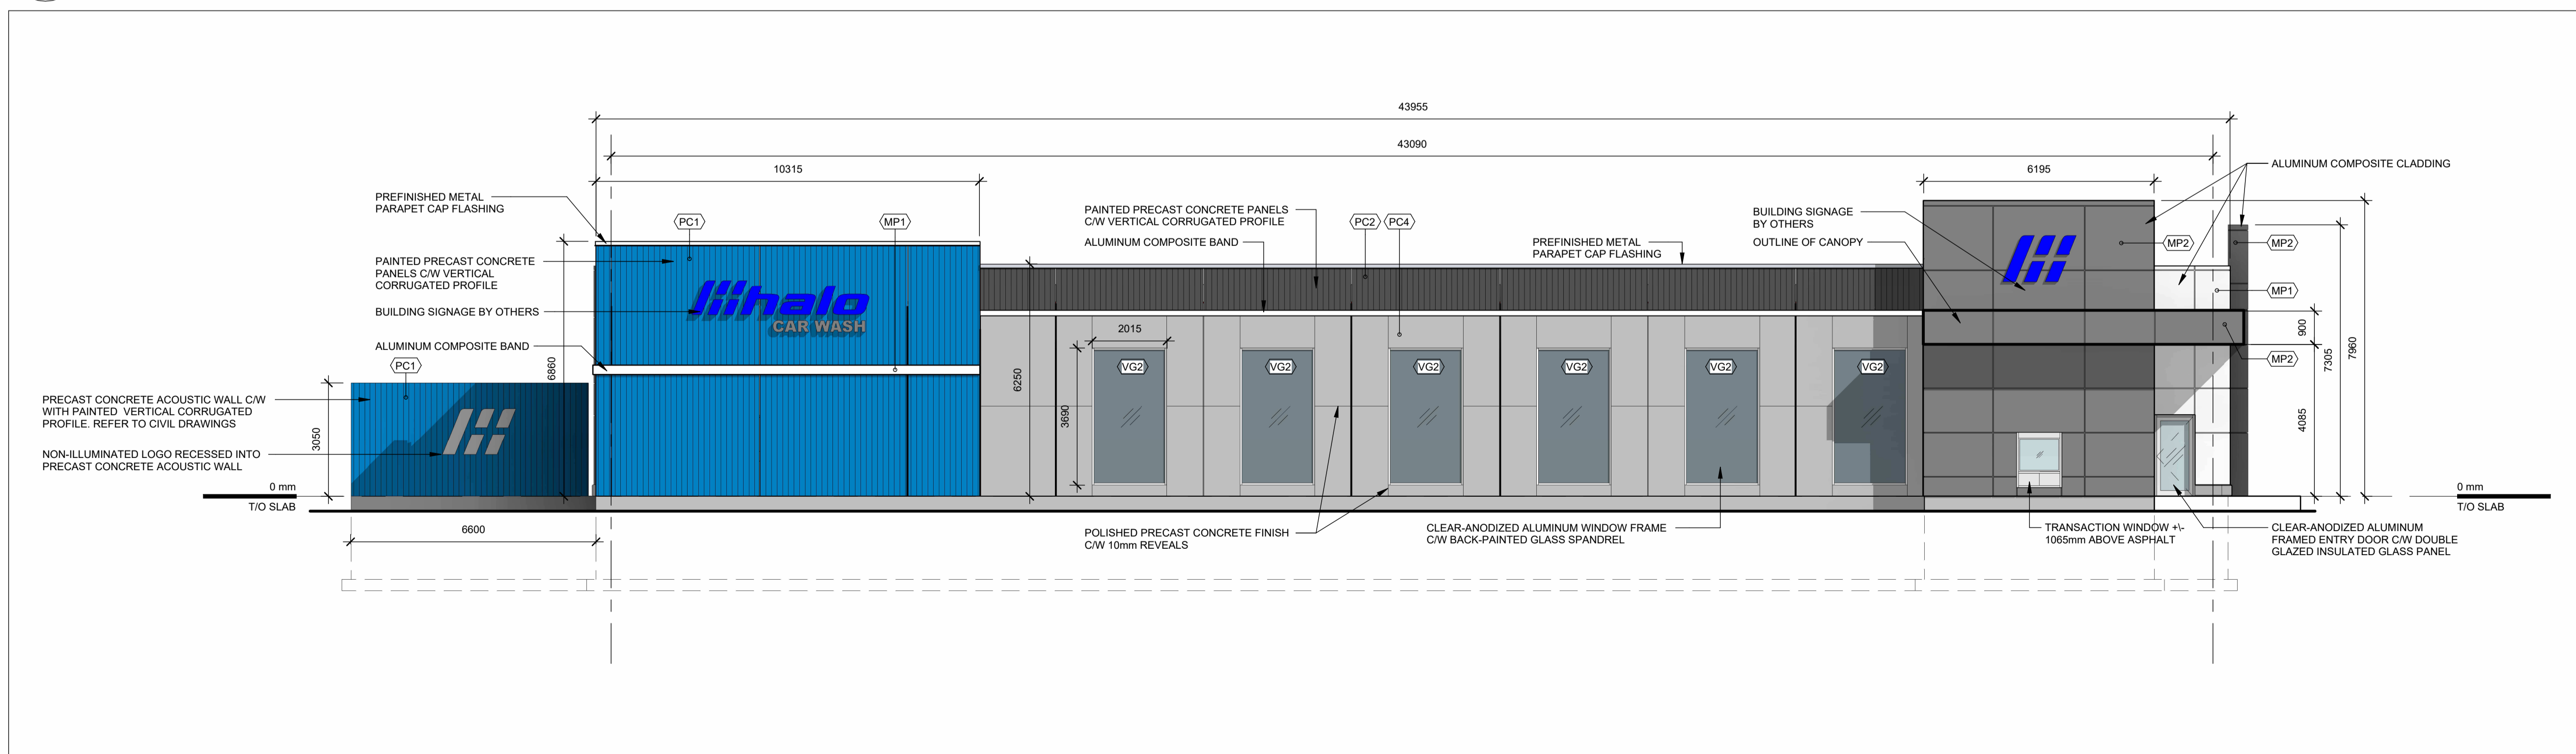 43955
43090
10315
6195
ALUMINUM COMPOSITE CLADDING
PREFINISHED METAL
PARAPET CAP FLASHING
PC1
MP1
PAINTED PRECAST CONCRETE PANELS
C/W VERTICAL CORRUGATED PROFILE
PC2
PC4
ALUMINUM COMPOSITE BAND
PREFINISHED METAL
PARAPET CAP FLASHING
BUILDING SIGNAGE
BY OTHERS
OUTLINE OF CANOPY
MP2
MP2
MP1
MP2
PAINTED PRECAST CONCRETE
PANELS C/W VERTICAL
CORRUGATED PROFILE
BUILDING SIGNAGE BY OTHERS
halo
CAR WASH
ALUMINUM COMPOSITE BAND
PC1
6860
6250
2015
3690
VG2
VG2
VG2
VG2
VG2
VG2
900
4085
7305
7960
PRECAST CONCRETE ACOUSTIC WALL C/W
WITH PAINTED VERTICAL CORRUGATED
PROFILE. REFER TO CIVIL DRAWINGS
3050
NON-ILLUMINATED LOGO RECESSED INTO
PRECAST CONCRETE ACOUSTIC WALL
0 mm
T/O SLAB
0 mm
T/O SLAB
6600
POLISHED PRECAST CONCRETE FINISH
C/W 10mm REVEALS
CLEAR-ANODIZED ALUMINUM WINDOW FRAME
C/W BACK-PAINTED GLASS SPANDREL
TRANSACTION WINDOW +\-
1065mm ABOVE ASPHALT
CLEAR-ANODIZED ALUMINUM
FRAMED ENTRY DOOR C/W DOUBLE
GLAZED INSULATED GLASS PANEL